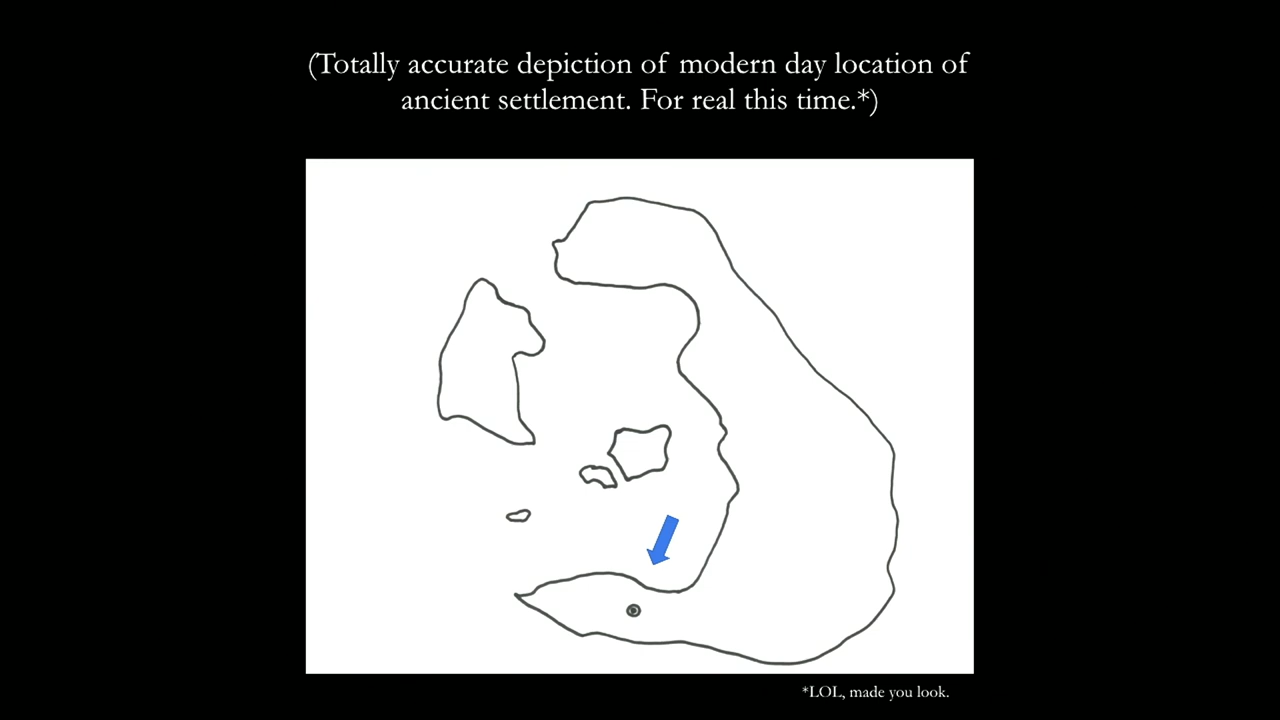 (Totally accurate depiction of modern day location of
ancient settlement. For real this time.*)
*LOL, made you look.